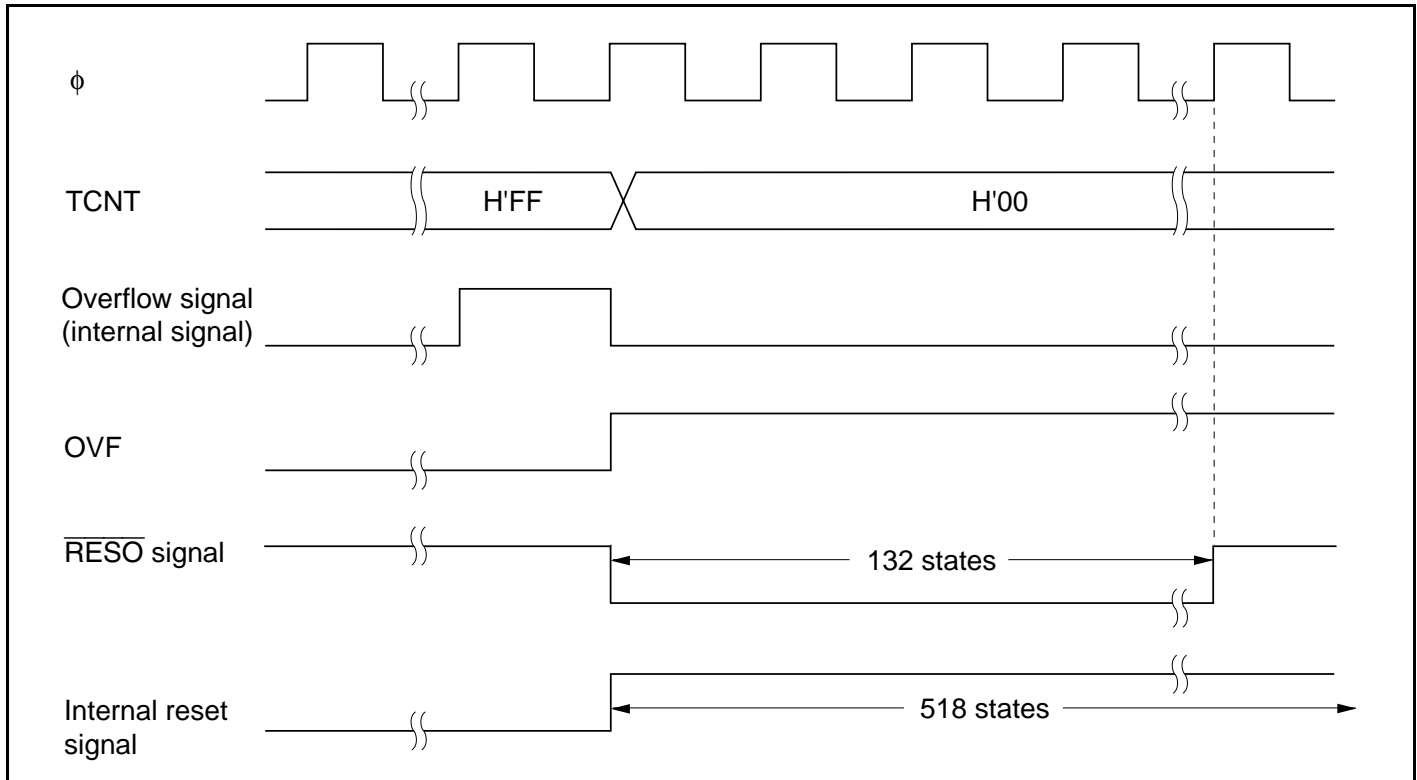 ϕ
TCNT
H'FF
H'00
Overflow signal
(internal signal)
OVF
RESO signal
132 states
Internal reset
signal
518 states